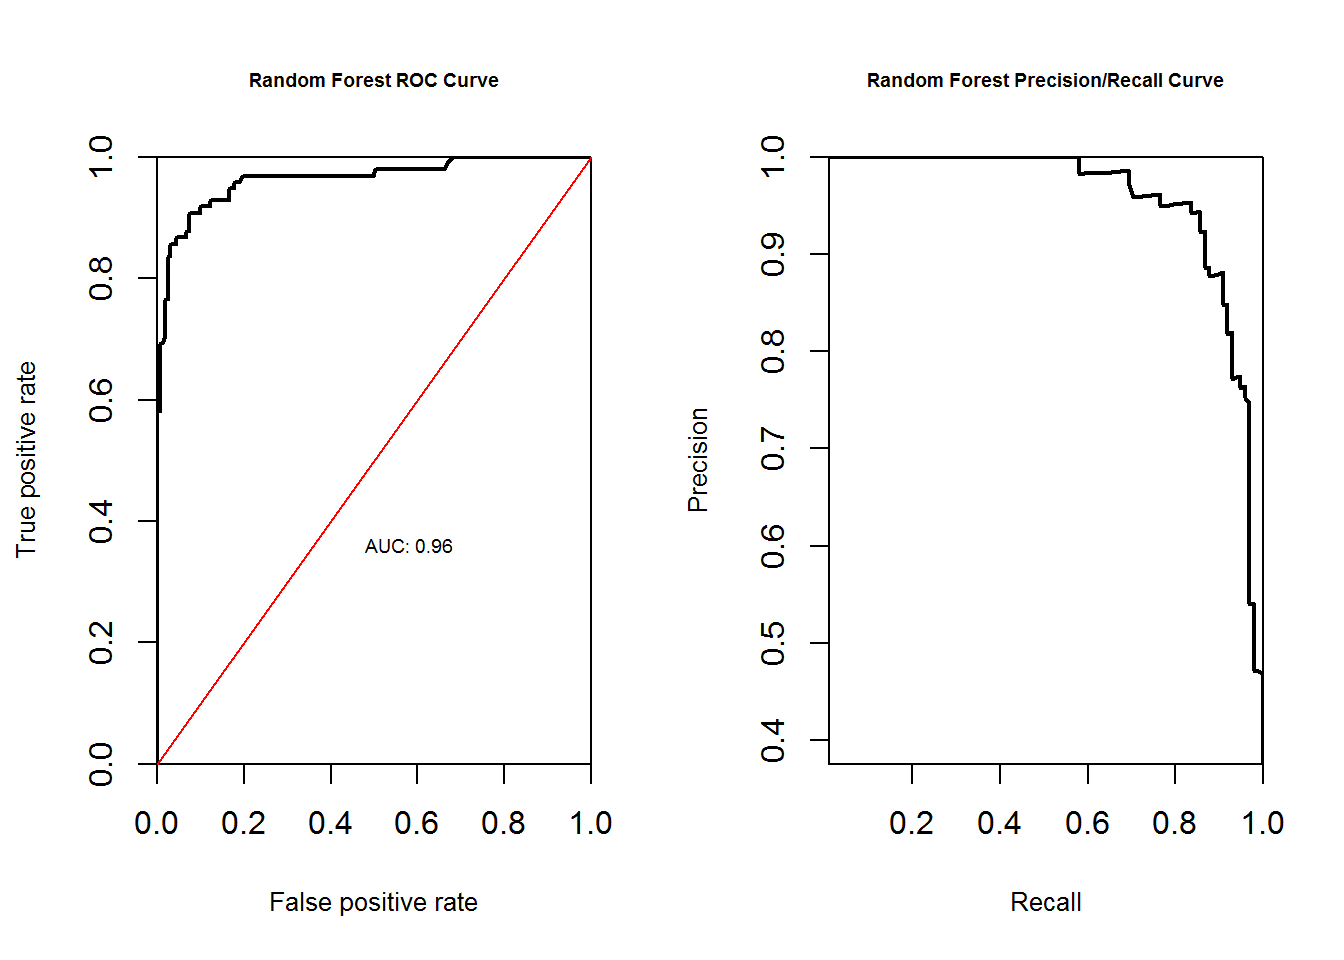 Random Forest ROC Curve
True positive rate
1.0
0.8
0.6
0.4
0.2
0.0
AUC: 0.96
0.0 0.2 0.4 0.6 0.8 1.0
False positive rate
Random Forest Precision/Recall Curve
Precision
1.0
0.9
0.8
0.7
0.6
0.5
0.4
0.2 0.4 0.6 0.8 1.0
Recall